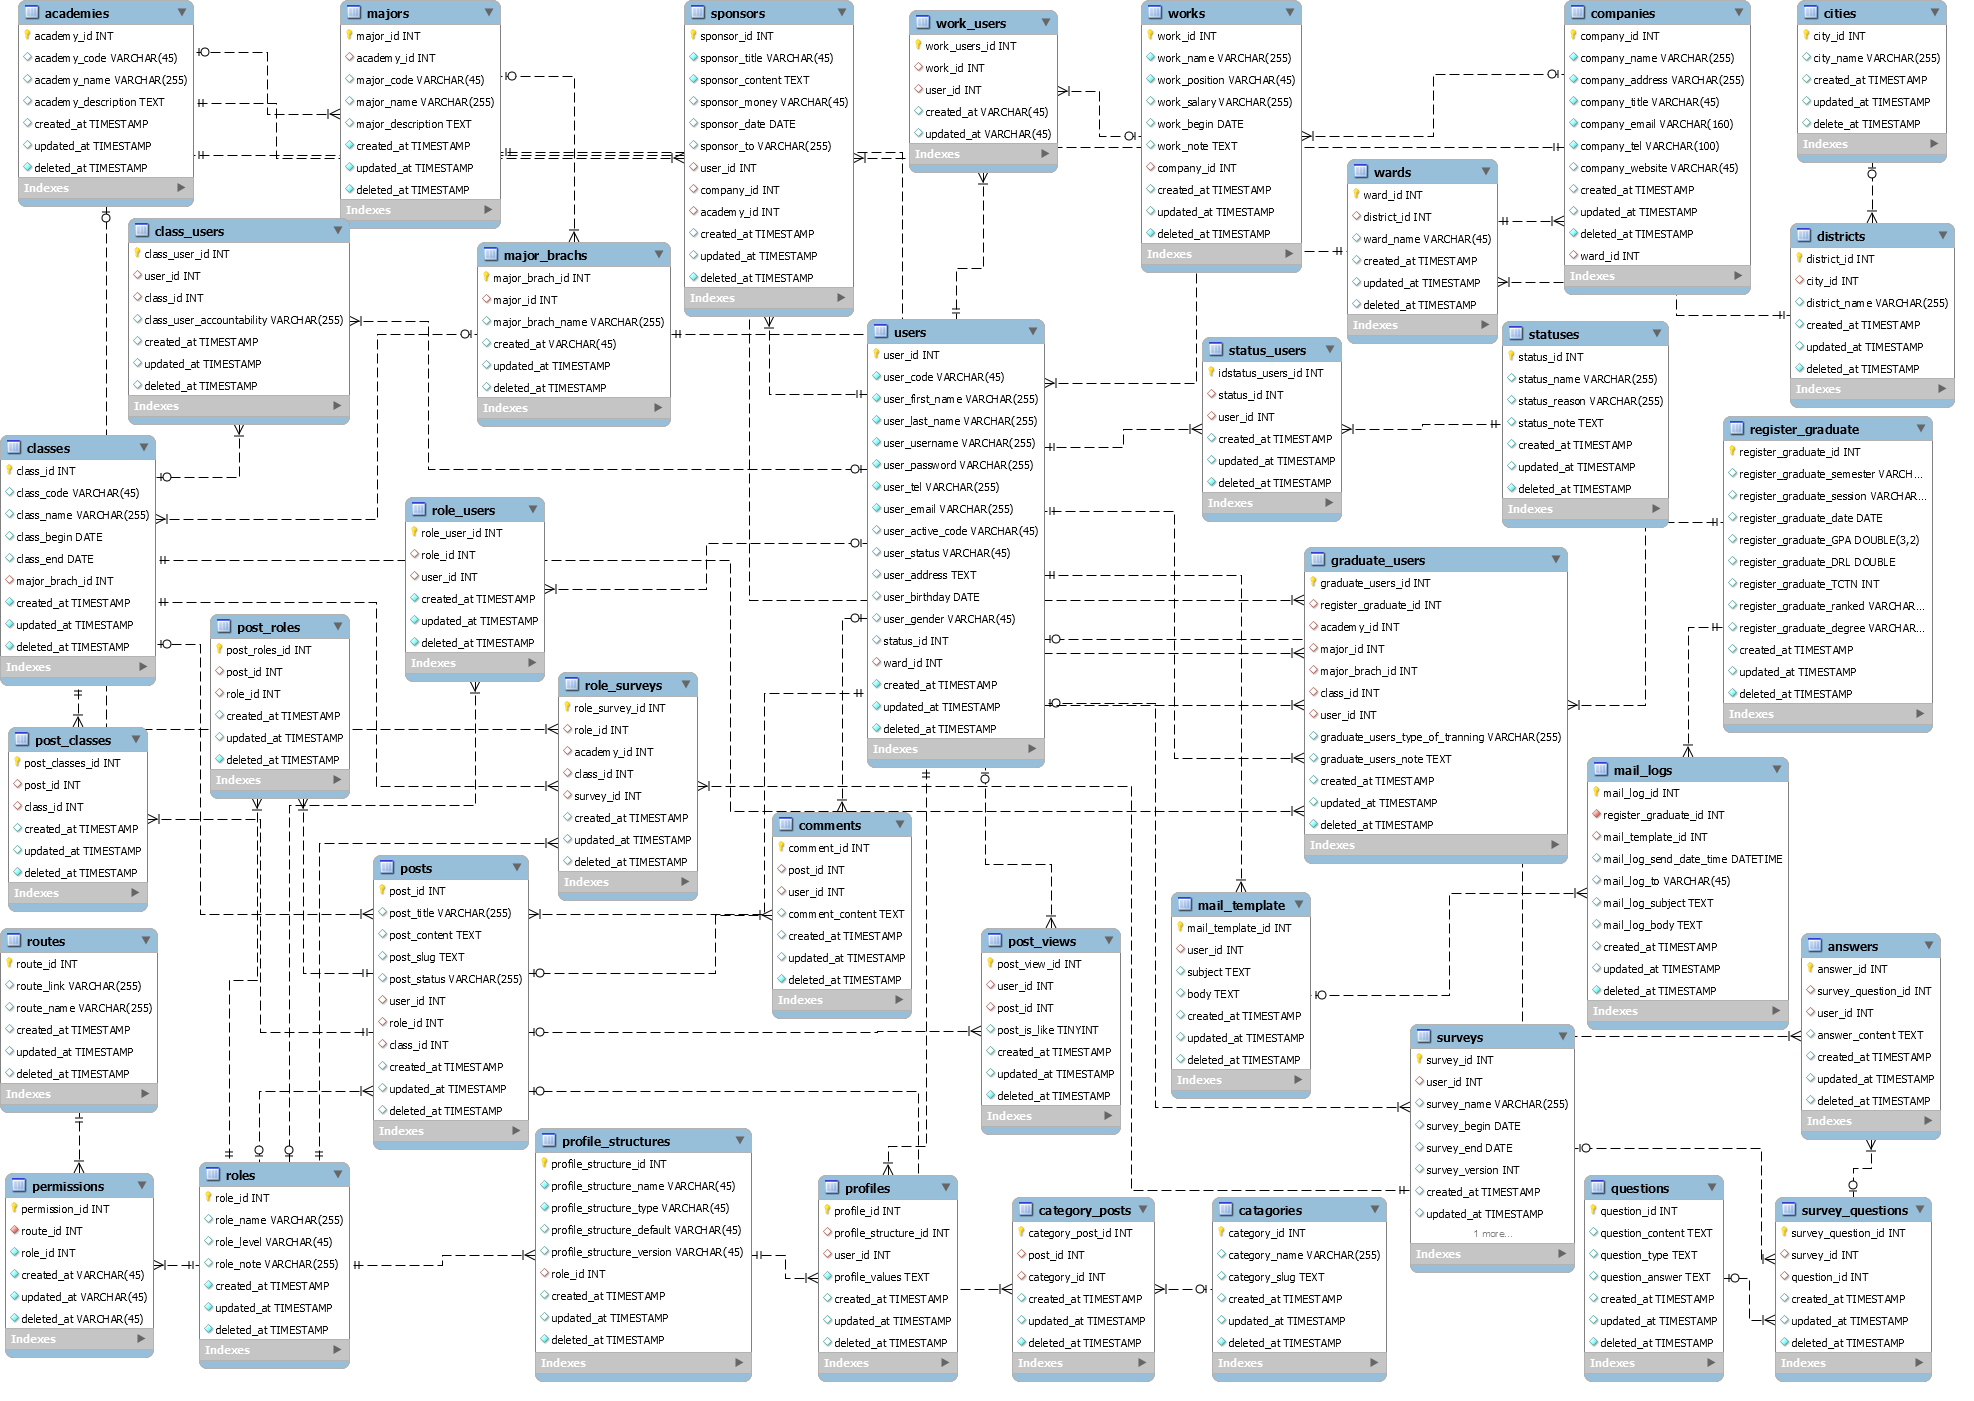 academies
academy_id INT
academy_code VARCHAR(45)
academy_name VARCHAR(255)
academy_description TEXT
created_at TIMESTAMP
updated_at TIMESTAMP
deleted_at TIMESTAMP
Indexes
majors
major_id INT
academy_id INT
major_code VARCHAR(45)
major_name VARCHAR(255)
major_description TEXT
created_at TIMESTAMP
updated_at TIMESTAMP
deleted_at TIMESTAMP
Indexes
sponsors
sponsor_id INT
sponsor_title VARCHAR(45)
sponsor_content TEXT
sponsor_money VARCHAR(45)
sponsor_date DATE
sponsor_to VARCHAR(255)
user_id INT
company_id INT
academy_id INT
created_at TIMESTAMP
updated_at TIMESTAMP
deleted_at TIMESTAMP
Indexes
work_users
work_users_id INT
work_id INT
user_id INT
created_at VARCHAR(45)
updated_at VARCHAR(45)
Indexes
works
work_id INT
work_name VARCHAR(255)
work_position VARCHAR(45)
work_salary VARCHAR(255)
work_begin DATE
work_note TEXT
company_id INT
created_at TIMESTAMP
updated_at TIMESTAMP
deleted_at TIMESTAMP
Indexes
companies
company_id INT
company_name VARCHAR(255)
company_address VARCHAR(255)
company_title VARCHAR(45)
company_email VARCHAR(160)
company_tel VARCHAR(100)
company_website VARCHAR(45)
created_at TIMESTAMP
updated_at TIMESTAMP
deleted_at TIMESTAMP
ward_id INT
Indexes
cities
city_id INT
city_name VARCHAR(255)
created_at TIMESTAMP
updated_at TIMESTAMP
delete_at TIMESTAMP
Indexes
wards
ward_id INT
district_id INT
ward_name VARCHAR(45)
created_at TIMESTAMP
updated_at TIMESTAMP
deleted_at TIMESTAMP
Indexes
districts
district_id INT
city_id INT
district_name VARCHAR(255)
created_at TIMESTAMP
updated_at TIMESTAMP
deleted_at TIMESTAMP
Indexes
class_users
class_user_id INT
user_id INT
class_id INT
class_user_accountability VARCHAR(255)
created_at TIMESTAMP
updated_at TIMESTAMP
deleted_at TIMESTAMP
Indexes
major_brachs
major_brach_id INT
major_id INT
major_brach_name VARCHAR(255)
created_at VARCHAR(45)
updated_at TIMESTAMP
deleted_at TIMESTAMP
Indexes
users
user_id INT
user_code VARCHAR(45)
user_first_name VARCHAR(255)
user_last_name VARCHAR(255)
user_username VARCHAR(255)
user_password VARCHAR(255)
user_tel VARCHAR(255)
user_email VARCHAR(255)
user_active_code VARCHAR(45)
user_status VARCHAR(45)
user_address TEXT
user_birthday DATE
user_gender VARCHAR(45)
status_id INT
ward_id INT
created_at TIMESTAMP
updated_at TIMESTAMP
deleted_at TIMESTAMP
Indexes
status_users
idstatus_users_id INT
status_id INT
user_id INT
created_at TIMESTAMP
updated_at TIMESTAMP
deleted_at TIMESTAMP
Indexes
statuses
status_id INT
status_name VARCHAR(255)
status_reason VARCHAR(255)
status_note TEXT
created_at TIMESTAMP
updated_at TIMESTAMP
deleted_at TIMESTAMP
Indexes
register_graduate
register_graduate_id INT
register_graduate_semester VARCH...
register_graduate_session VARCHAR...
register_graduate_date DATE
register_graduate_GPA DOUBLE(3,2)
register_graduate_DRL DOUBLE
register_graduate_TCTN INT
register_graduate_ranked VARCHAR...
register_graduate_degree VARCHAR...
created_at TIMESTAMP
updated_at TIMESTAMP
deleted_at TIMESTAMP
Indexes
classes
class_id INT
class_code VARCHAR(45)
class_name VARCHAR(255)
class_begin DATE
class_end DATE
major_brach_id INT
created_at TIMESTAMP
updated_at TIMESTAMP
deleted_at TIMESTAMP
Indexes
role_users
role_user_id INT
role_id INT
user_id INT
created_at TIMESTAMP
updated_at TIMESTAMP
deleted_at TIMESTAMP
Indexes
graduate_users
graduate_users_id INT
register_graduate_id INT
academy_id INT
major_id INT
major_brach_id INT
class_id INT
user_id INT
graduate_users_type_of_tranning VARCHAR(255)
graduate_users_note TEXT
created_at TIMESTAMP
updated_at TIMESTAMP
deleted_at TIMESTAMP
Indexes
post_roles
post_roles_id INT
post_id INT
role_id INT
created_at TIMESTAMP
updated_at TIMESTAMP
deleted_at TIMESTAMP
Indexes
role_surveys
role_survey_id INT
role_id INT
academy_id INT
class_id INT
survey_id INT
created_at TIMESTAMP
updated_at TIMESTAMP
deleted_at TIMESTAMP
Indexes
post_classes
post_classes_id INT
post_id INT
class_id INT
created_at TIMESTAMP
updated_at TIMESTAMP
deleted_at TIMESTAMP
Indexes
mail_logs
mail_log_id INT
register_graduate_id INT
mail_template_id INT
mail_log_send_date_time DATETIME
mail_log_to VARCHAR(45)
mail_log_subject TEXT
mail_log_body TEXT
created_at TIMESTAMP
updated_at TIMESTAMP
deleted_at TIMESTAMP
Indexes
comments
comment_id INT
post_id INT
user_id INT
comment_content TEXT
created_at TIMESTAMP
updated_at TIMESTAMP
deleted_at TIMESTAMP
Indexes
posts
post_id INT
post_title VARCHAR(255)
post_content TEXT
post_slug TEXT
post_status VARCHAR(255)
user_id INT
role_id INT
class_id INT
created_at TIMESTAMP
updated_at TIMESTAMP
deleted_at TIMESTAMP
Indexes
mail_template
mail_template_id INT
user_id INT
subject TEXT
body TEXT
created_at TIMESTAMP
updated_at TIMESTAMP
deleted_at TIMESTAMP
Indexes
routes
route_id INT
route_link VARCHAR(255)
route_name VARCHAR(255)
created_at TIMESTAMP
updated_at TIMESTAMP
deleted_at TIMESTAMP
Indexes
post_views
post_view_id INT
user_id INT
post_id INT
post_is_like TINYINT
created_at TIMESTAMP
updated_at TIMESTAMP
deleted_at TIMESTAMP
Indexes
answers
answer_id INT
survey_question_id INT
user_id INT
answer_content TEXT
created_at TIMESTAMP
updated_at TIMESTAMP
deleted_at TIMESTAMP
Indexes
surveys
survey_id INT
user_id INT
survey_name VARCHAR(255)
survey_begin DATE
survey_end DATE
survey_version INT
created_at TIMESTAMP
updated_at TIMESTAMP
1 more...
Indexes
permissions
permission_id INT
route_id INT
role_id INT
created_at VARCHAR(45)
updated_at VARCHAR(45)
deleted_at VARCHAR(45)
Indexes
roles
role_id INT
role_name VARCHAR(255)
role_level VARCHAR(45)
role_note VARCHAR(255)
created_at TIMESTAMP
updated_at TIMESTAMP
deleted_at TIMESTAMP
Indexes
profile_structures
profile_structure_id INT
profile_structure_name VARCHAR(45)
profile_structure_type VARCHAR(45)
profile_structure_default VARCHAR(45)
profile_structure_version VARCHAR(45)
role_id INT
created_at TIMESTAMP
updated_at TIMESTAMP
deleted_at TIMESTAMP
Indexes
profiles
profile_id INT
profile_structure_id INT
user_id INT
profile_values TEXT
created_at TIMESTAMP
updated_at TIMESTAMP
deleted_at TIMESTAMP
Indexes
category_posts
category_post_id INT
post_id INT
category_id INT
created_at TIMESTAMP
updated_at TIMESTAMP
deleted_at TIMESTAMP
Indexes
catagories
category_id INT
category_name VARCHAR(255)
category_slug TEXT
created_at TIMESTAMP
updated_at TIMESTAMP
deleted_at TIMESTAMP
Indexes
questions
question_id INT
question_content TEXT
question_type TEXT
question_answer TEXT
created_at TIMESTAMP
updated_at TIMESTAMP
deleted_at TIMESTAMP
Indexes
survey_questions
survey_question_id INT
survey_id INT
question_id INT
created_at TIMESTAMP
updated_at TIMESTAMP
deleted_at TIMESTAMP
Indexes